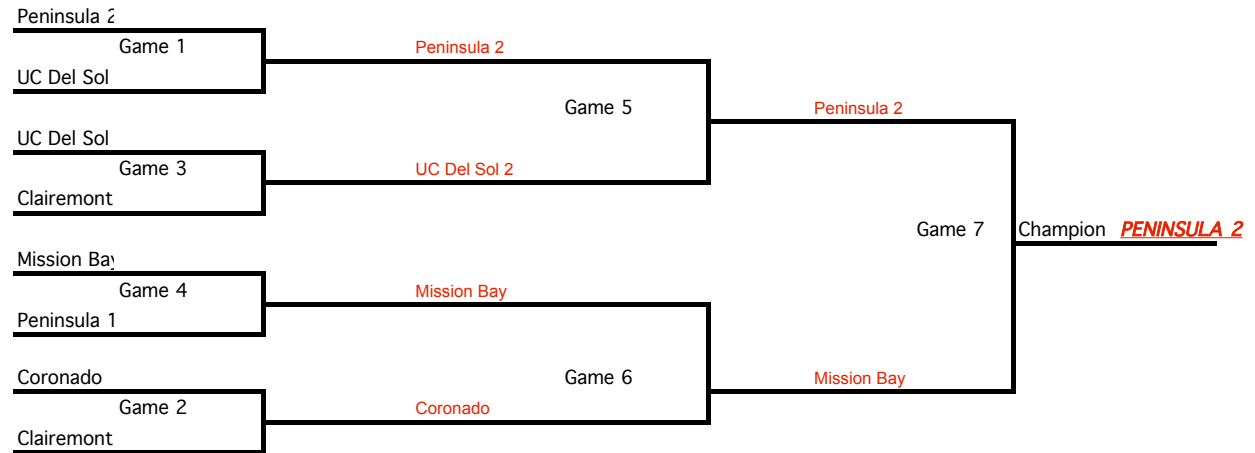 Peninsula 2
Game 1
Peninsula 2
UC Del Sol
Game 5
Peninsula 2
UC Del Sol
Game 3
UC Del Sol 2
Clairemont
Game 7
Champion PENINSULA 2
Mission Bay
Game 4
Mission Bay
Peninsula 1
Coronado
Game 6
Mission Bay
Game 2
Coronado
Clairemont